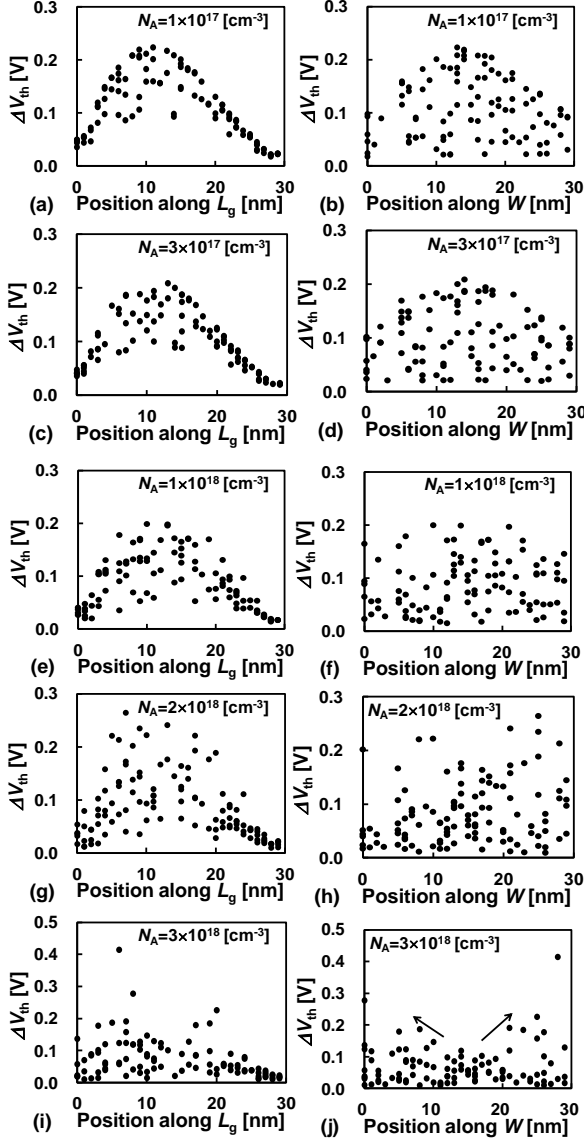 N_A=1×10^17 [cm^-3]
0.3
0.2
0.1
0.0
ΔV_th [V]
0 10 20 30
(a) Position along L_g [nm]
N_A=1×10^17 [cm^-3]
0.3
0.2
0.1
0.0
ΔV_th [V]
0 10 20 30
(b) Position along W [nm]
N_A=3×10^17 [cm^-3]
0.3
0.2
0.1
0.0
ΔV_th [V]
0 10 20 30
(c) Position along L_g [nm]
N_A=3×10^17 [cm^-3]
0.3
0.2
0.1
0.0
ΔV_th [V]
0 10 20 30
(d) Position along W [nm]
N_A=1×10^18 [cm^-3]
0.3
0.2
0.1
0.0
ΔV_th [V]
0 10 20 30
(e) Position along L_g [nm]
N_A=1×10^18 [cm^-3]
0.3
0.2
0.1
0.0
ΔV_th [V]
0 10 20 30
(f) Position along W [nm]
N_A=2×10^18 [cm^-3]
0.3
0.2
0.1
0.0
ΔV_th [V]
0 10 20 30
(g) Position along L_g [nm]
N_A=2×10^18 [cm^-3]
0.3
0.2
0.1
0.0
ΔV_th [V]
0 10 20 30
(h) Position along W [nm]
N_A=3×10^18 [cm^-3]
0.5
0.4
0.3
0.2
0.1
0.0
ΔV_th [V]
0 10 20 30
(i) Position along L_g [nm]
N_A=3×10^18 [cm^-3]
0.5
0.4
0.3
0.2
0.1
0.0
ΔV_th [V]
0 10 20 30
(j) Position along W [nm]